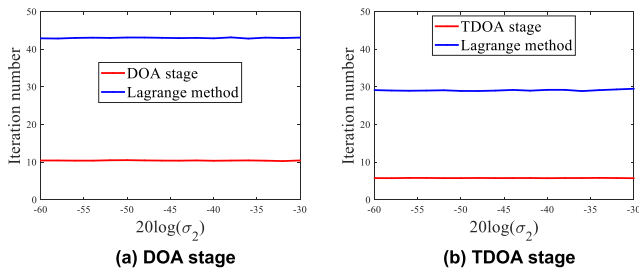 50
40
30
20
10
0
Iteration number
DOA stage
Lagrange method
-60 -55 -50 -45 -40 -35 -30
20log(σ₂)
(a) DOA stage
50
40
30
20
10
0
Iteration number
TDOA stage
Lagrange method
-60 -55 -50 -45 -40 -35 -30
20log(σ₂)
(b) TDOA stage